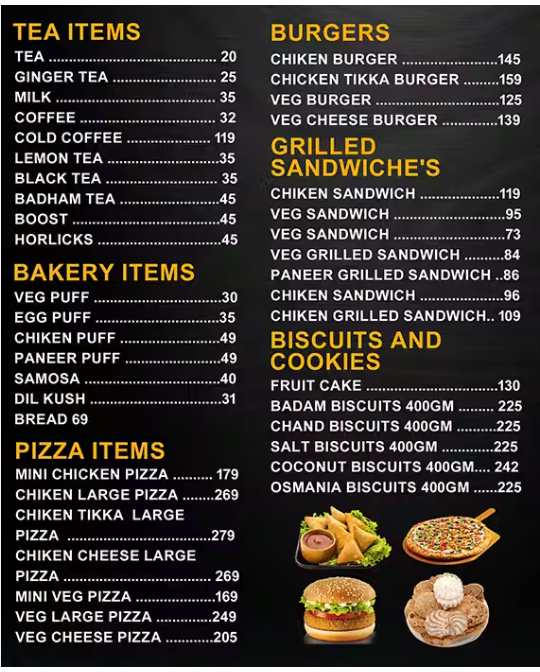 TEA ITEMS
TEA ............................................. 20
GINGER TEA ........................... 25
MILK ........................................... 35
COFFEE ...................................... 32
COLD COFFEE ...................... 119
LEMON TEA .............................35
BLACK TEA .............................. 35
BADHAM TEA ..........................45
BOOST ........................................45
HORLICKS .................................45
BAKERY ITEMS
VEG PUFF ..................................30
EGG PUFF ..................................35
CHIKEN PUFF ...........................49
PANEER PUFF ..........................49
SAMOSA ....................................40
DIL KUSH ...................................31
BREAD 69
PIZZA ITEMS
MINI CHICKEN PIZZA .......... 179
CHIKEN LARGE PIZZA ........269
CHIKEN TIKKA LARGE
PIZZA .....................................279
CHIKEN CHEESE LARGE
PIZZA ...................................... 269
MINI VEG PIZZA .....................169
VEG LARGE PIZZA ...............249
VEG CHEESE PIZZA .............205
BURGERS
CHIKEN BURGER .........................145
CHICKEN TIKKA BURGER ........159
VEG BURGER ................................125
VEG CHEESE BURGER ..............139
GRILLED
SANDWICHE'S
CHIKEN SANDWICH .....................119
VEG SANDWICH .............................95
VEG SANDWICH .............................73
VEG GRILLED SANDWICH ..........84
PANEER GRILLED SANDWICH ..86
CHIKEN SANDWICH ......................96
CHIKEN GRILLED SANDWICH.. 109
BISCUITS AND
COOKIES
FRUIT CAKE ..................................130
BADAM BISCUITS 400GM ......... 225
CHAND BISCUITS 400GM ..........225
SALT BISCUITS 400GM .............225
COCONUT BISCUITS 400GM.... 242
OSMANIA BISCUITS 400GM ......225